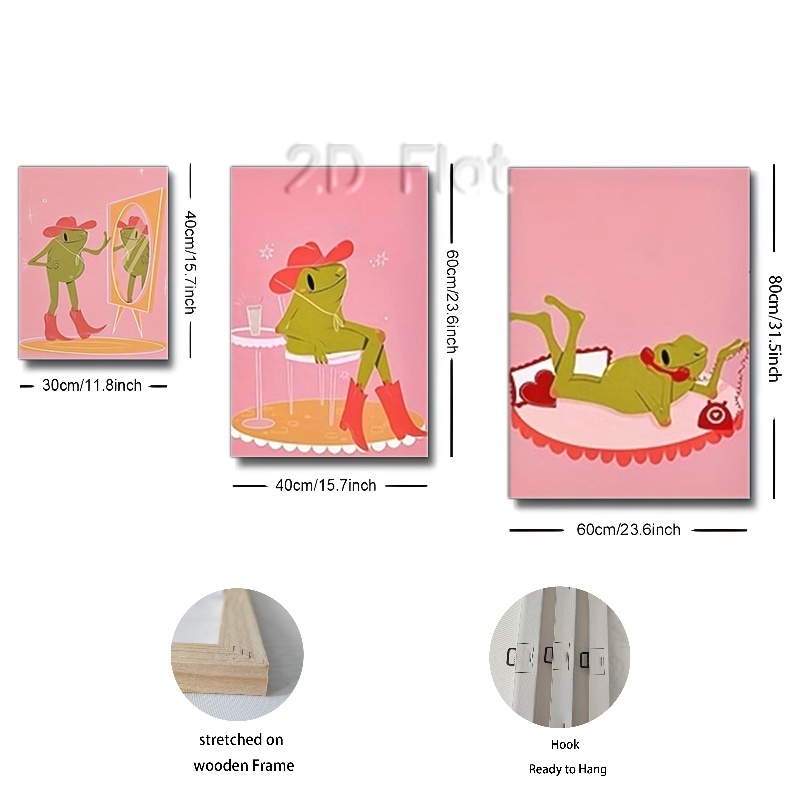 2D Flat
40cm/15.7inch
30cm/11.8inch
60cm/23.6inch
40cm/15.7inch
80cm/31.5inch
60cm/23.6inch
stretched on
wooden Frame
Hook
Ready to Hang